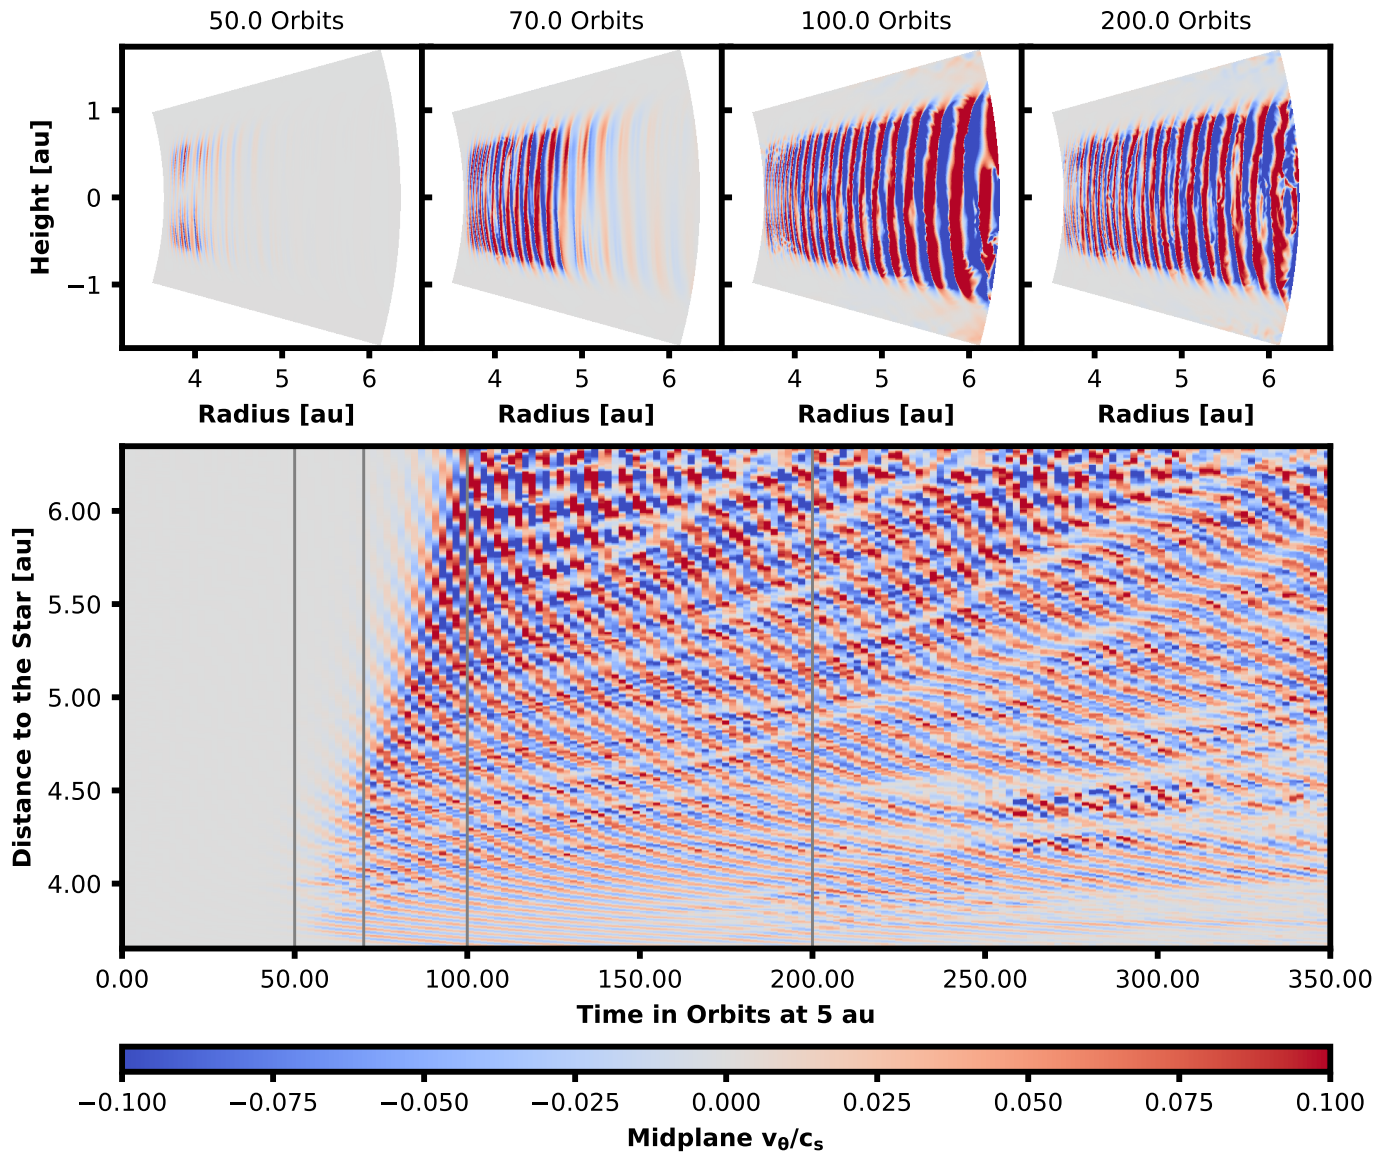 50.0 Orbits 70.0 Orbits 100.0 Orbits 200.0 Orbits
Height [au]
1
0
−1
4 5 6 4 5 6 4 5 6 4 5 6
Radius [au] Radius [au] Radius [au] Radius [au]
Distance to the Star [au]
6.00
5.50
5.00
4.50
4.00
0.00 50.00 100.00 150.00 200.00 250.00 300.00 350.00
Time in Orbits at 5 au
−0.100 −0.075 −0.050 −0.025 0.000 0.025 0.050 0.075 0.100
Midplane vθ/cs